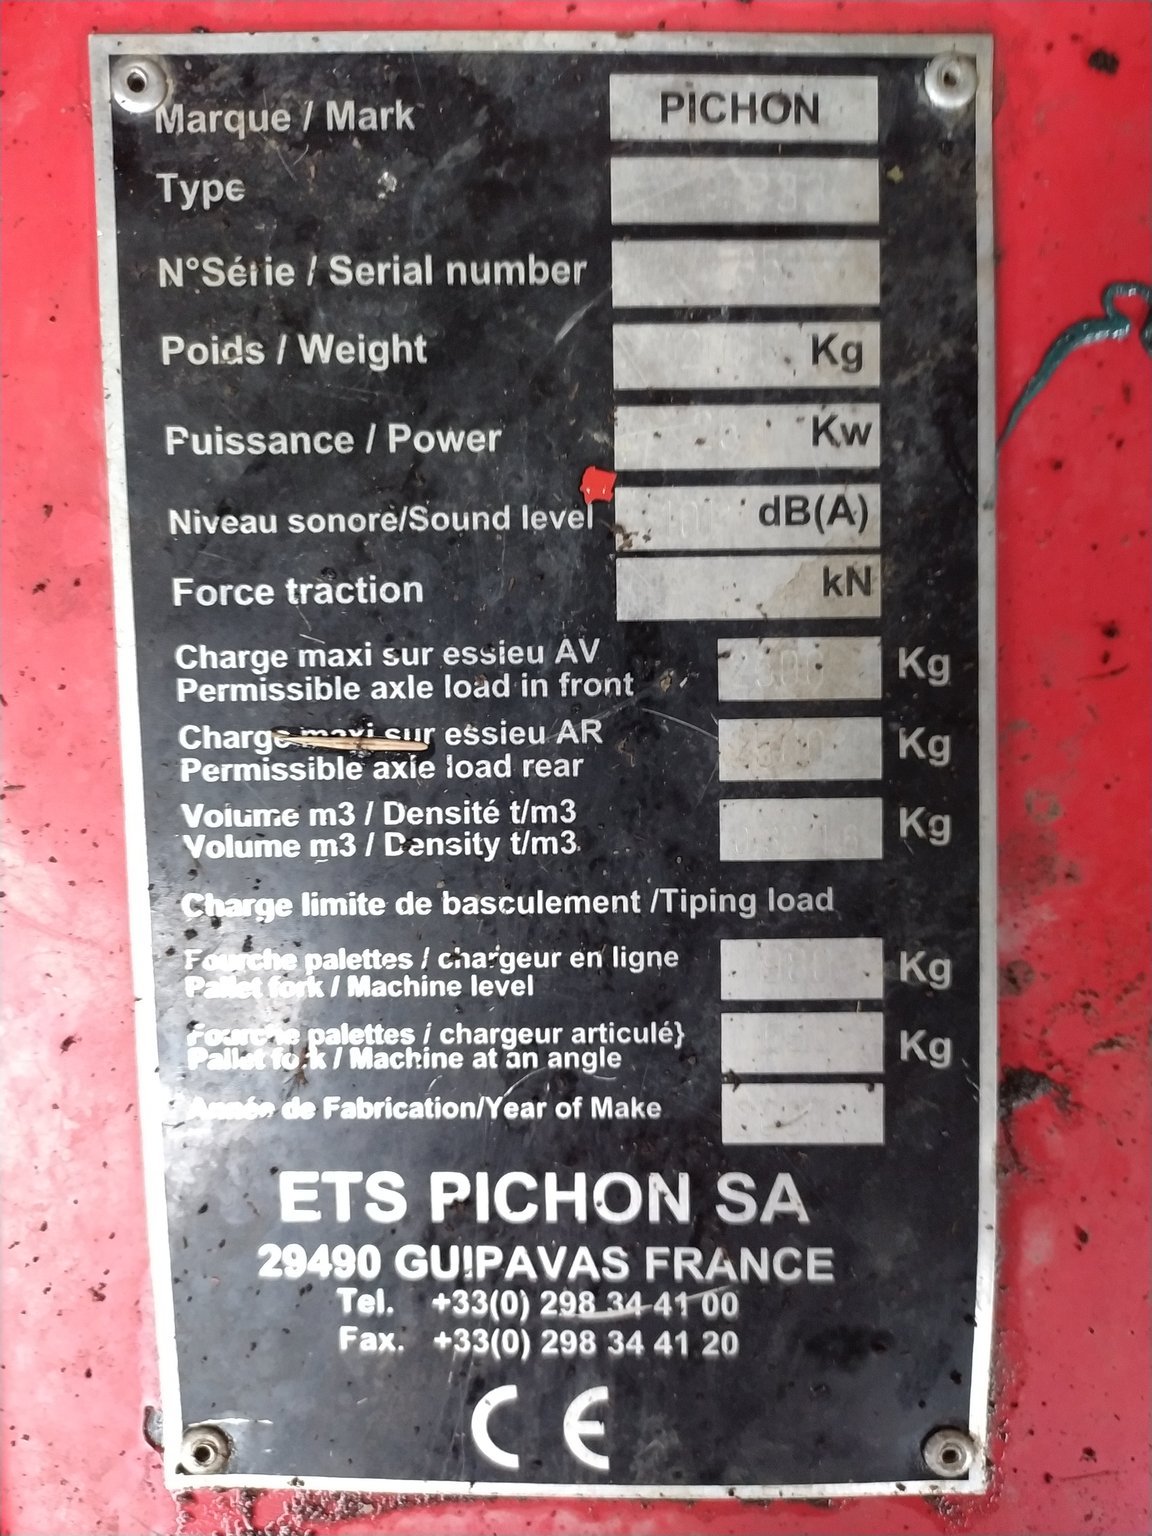 Marque / Mark PICHON
Type
N°Série / Serial number
Poids / Weight Kg
Puissance / Power Kw
Niveau sonore/Sound level dB(A)
Force traction kN
Charge maxi sur essieu AV
Permissible axle load in front Kg
Charge maxi sur essieu AR
Permissible axle load rear Kg
Volume m3 / Densité t/m3
Volume m3 / Density t/m3 Kg
Charge limite de basculement /Tiping load
Fourche palettes / chargeur en ligne
Pallet fork / Machine level Kg
Fourche palettes / chargeur articulé}
Pallet fork / Machine at an angle Kg
Année de Fabrication/Year of Make
ETS PICHON SA
29490 GUIPAVAS FRANCE
Tel. +33(0) 298 34 41 00
Fax. +33(0) 298 34 41 20
CE